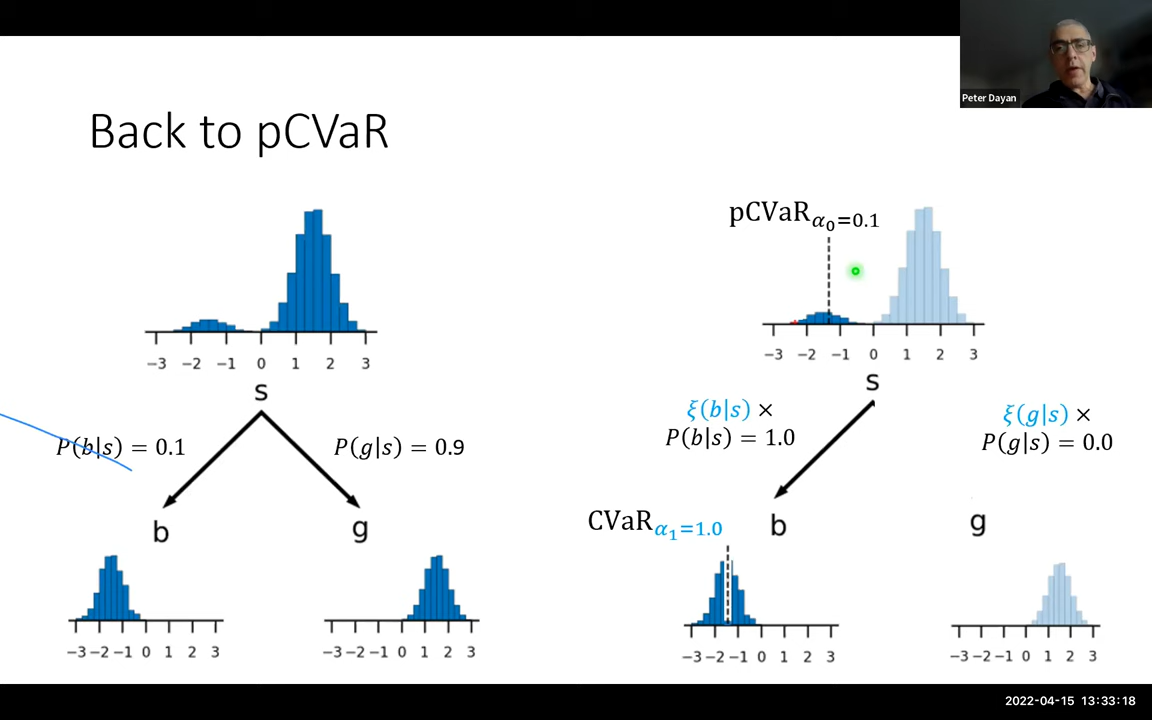 Peter Dayan
Back to pCVaR
−3 −2 −1 0 1 2 3
s
P(b|s) = 0.1
P(g|s) = 0.9
b
g
−3 −2 −1 0 1 2 3
−3 −2 −1 0 1 2 3
pCVaR α₀=0.1
−3 −2 −1 0 1 2 3
s
ξ(b|s) ×
P(b|s) = 1.0
ξ(g|s) ×
P(g|s) = 0.0
CVaR α₁=1.0
b
g
−3 −2 −1 0 1 2 3
−3 −2 −1 0 1 2 3
2022-04-15 13:33:18